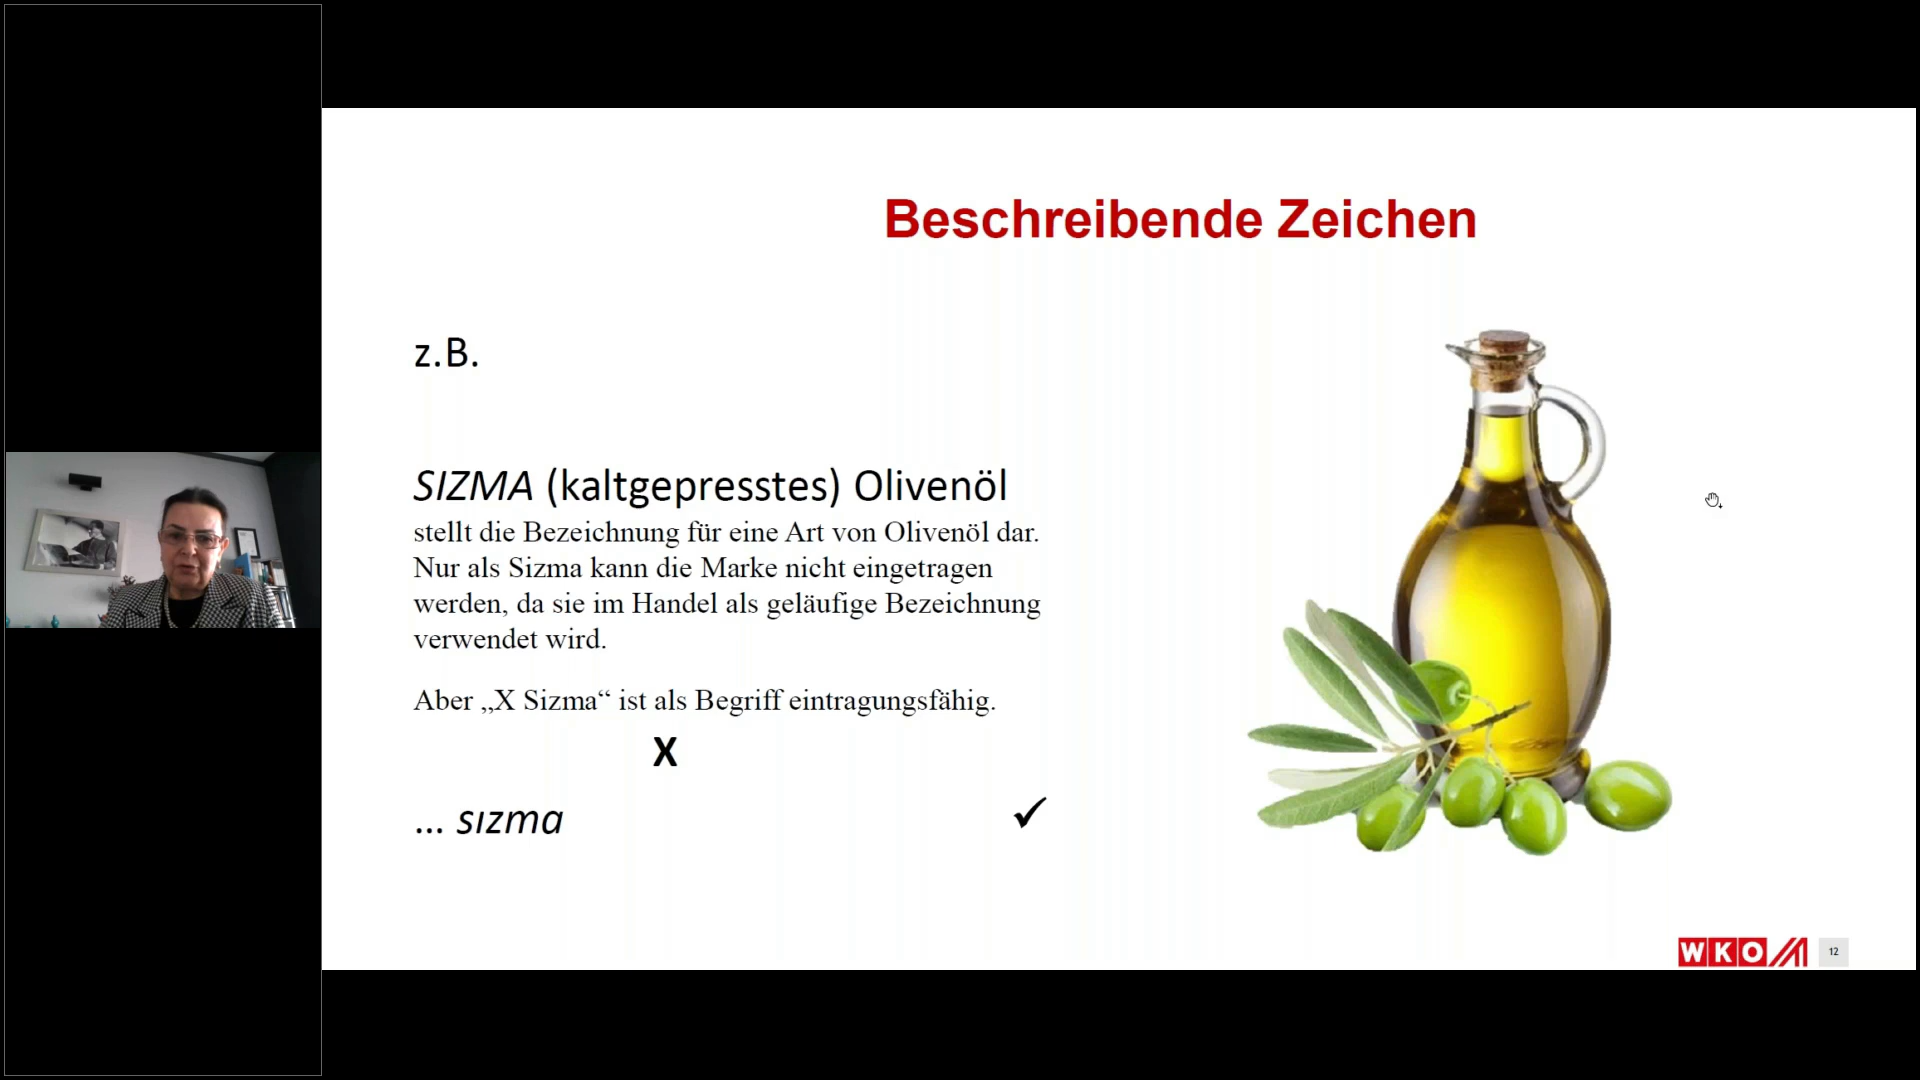 Beschreibende Zeichen
z.B.
SIZMA (kaltgepresstes) Olivenöl
stellt die Bezeichnung für eine Art von Olivenöl dar.
Nur als Sizma kann die Marke nicht eingetragen
werden, da sie im Handel als geläufige Bezeichnung
verwendet wird.
Aber „X Sizma“ ist als Begriff eintragungsfähig.
X
... sızma ✓
WKO
12